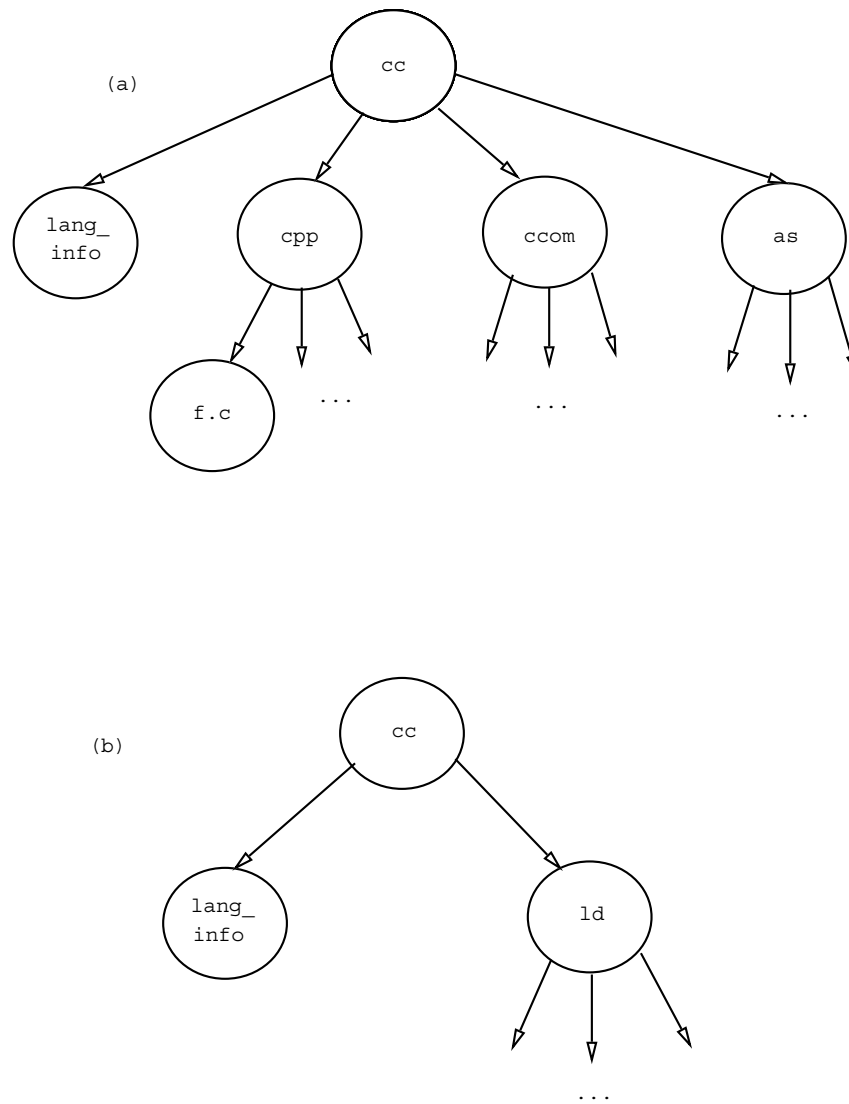 cc
(a)
lang_
info
cpp
ccom
as
f.c
...
...
...
cc
(b)
lang_
info
ld
...